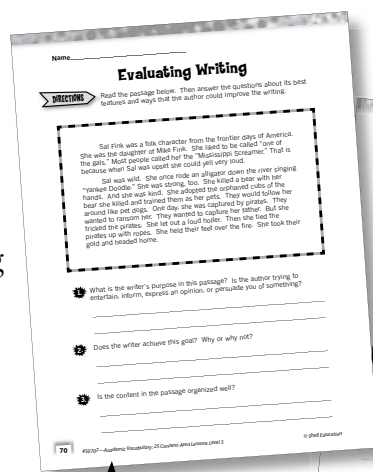 Name
Evaluating Writing
DIRECTIONS
Read the passage below. Then answer the questions about its best
features and ways that the author could improve the writing.
Sal Fink was a folk character from the frontier days of America.
She was the daughter of Mike Fink. She liked to be called "one of
the gals." Most people called her the "Mississippi Screamer." That is
because when Sal was upset she could yell very loud.
Sal was wild. She once rode an alligator down the river singing
"Yankee Doodle." She was strong, too. She killed a bear with her
hands. And she was kind. She adopted the orphaned cubs of the
bear she killed and trained them as her pets. They would follow her
around like pet dogs. One day, she was captured by pirates. They
wanted to ransom her. They wanted to capture her father. But she
tricked the pirates. She let out a loud holler. Then she tied the
pirates up with ropes. She held their feet over the fire. She took their
gold and headed home.
1 What is the writer's purpose in this passage? Is the author trying to
entertain, inform, express an opinion, or persuade you of something?
2 Does the writer achieve this goal? Why or why not?
3 Is the content in the passage organized well?
70 #50707—Academic Vocabulary: 25 Content-Area Lessons Level 5 © Shell Education
g